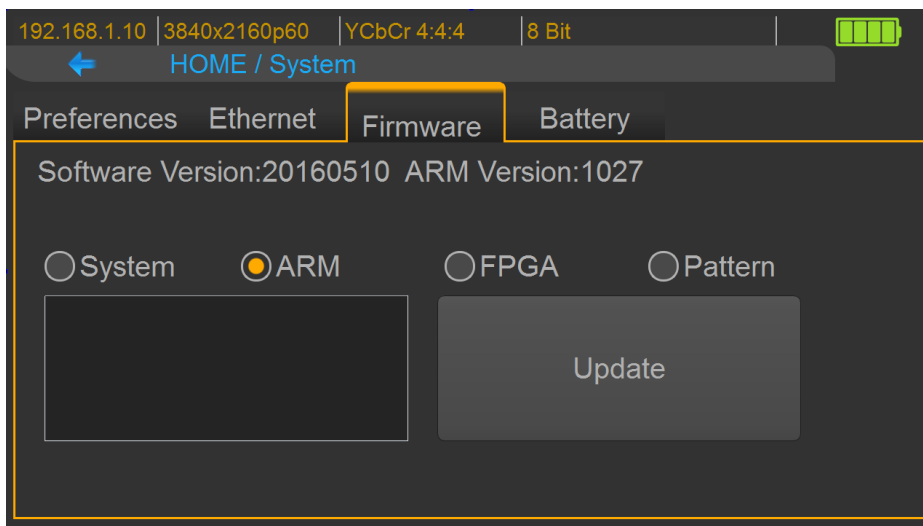 192.168.1.10 3840x2160p60 YCbCr 4:4:4 8 Bit
HOME / System
Preferences Ethernet Firmware Battery
Software Version:20160510 ARM Version:1027
System ARM FPGA Pattern
Update